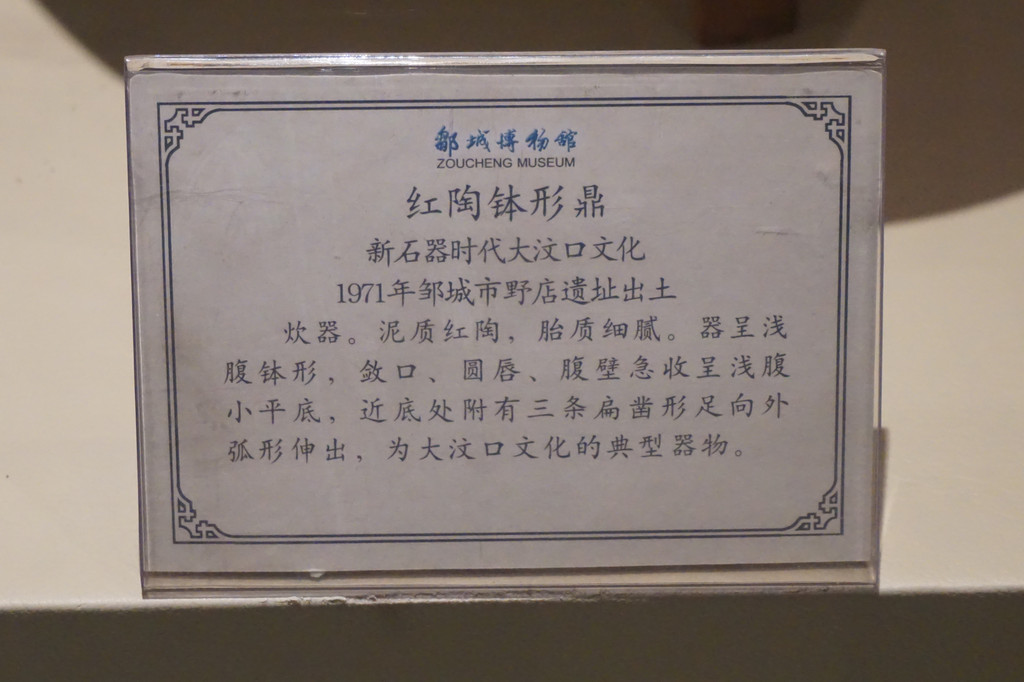 邹城博物馆
ZOUCHENG MUSEUM
红陶钵形鼎
新石器时代大汶口文化
1971年邹城市野店遗址出土
炊器。泥质红陶，胎质细腻。器呈浅
腹钵形，敛口、圆唇、腹壁急收呈浅腹
小平底，近底处附有三条扁凿形足向外
弧形伸出，为大汶口文化的典型器物。